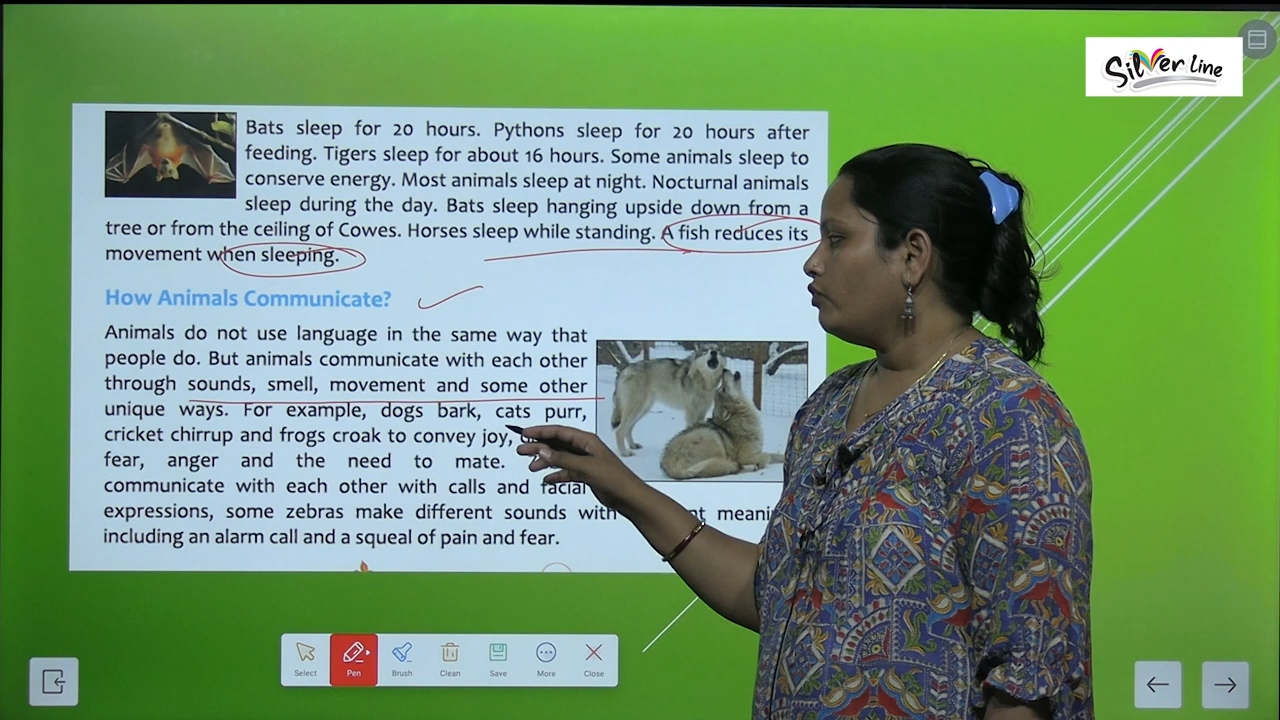 Silver Line
Bats sleep for 20 hours. Pythons sleep for 20 hours after
feeding. Tigers sleep for about 16 hours. Some animals sleep to
conserve energy. Most animals sleep at night. Nocturnal animals
sleep during the day. Bats sleep hanging upside down from a
tree or from the ceiling of Cowes. Horses sleep while standing. A fish reduces its
movement when sleeping.
How Animals Communicate?
Animals do not use language in the same way that
people do. But animals communicate with each other
through sounds, smell, movement and some other
unique ways. For example, dogs bark, cats purr,
cricket chirrup and frogs croak to convey joy,
fear, anger and the need to mate.
communicate with each other with calls and facial
expressions, some zebras make different sounds with
including an alarm call and a squeal of pain and fear.
Select Pen Brush Clean Save More Close